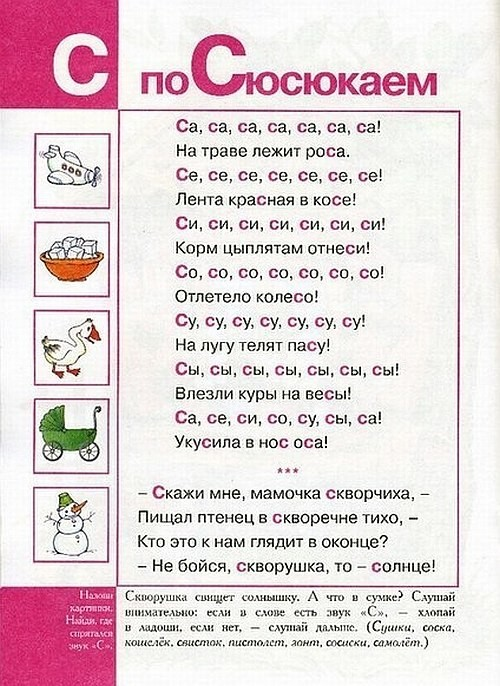 С
поСюсюкаем
Са, са, са, са, са, са, са!
На траве лежит роса.
Се, се, се, се, се, се, се!
Лента красная в косе!
Си, си, си, си, си, си, си!
Корм цыплятам отнеси!
Со, со, со, со, со, со, со!
Отлетело колесо!
Су, су, су, су, су, су, су!
На лугу телят пасу!
Сы, сы, сы, сы, сы, сы, сы!
Влезли куры на весы!
Са, се, си, со, су, сы, са!
Укусила в нос оса!
***
– Скажи мне, мамочка скворчиха, –
Пищал птенец в скворечне тихо, –
Кто это к нам глядит в оконце?
– Не бойся, скворушка, то – солнце!
Назови
картинки.
Найди, где
спрятался
звук «С».
Скворушка свищет солнышку. А что в сумке? Слушай
внимательно: если в слове есть звук «С», — хлопай
в ладоши, если нет, — слушай дальше. (Сушки, соска,
кошелёк, свисток, пистолет, зонт, сосиски, самолёт.)